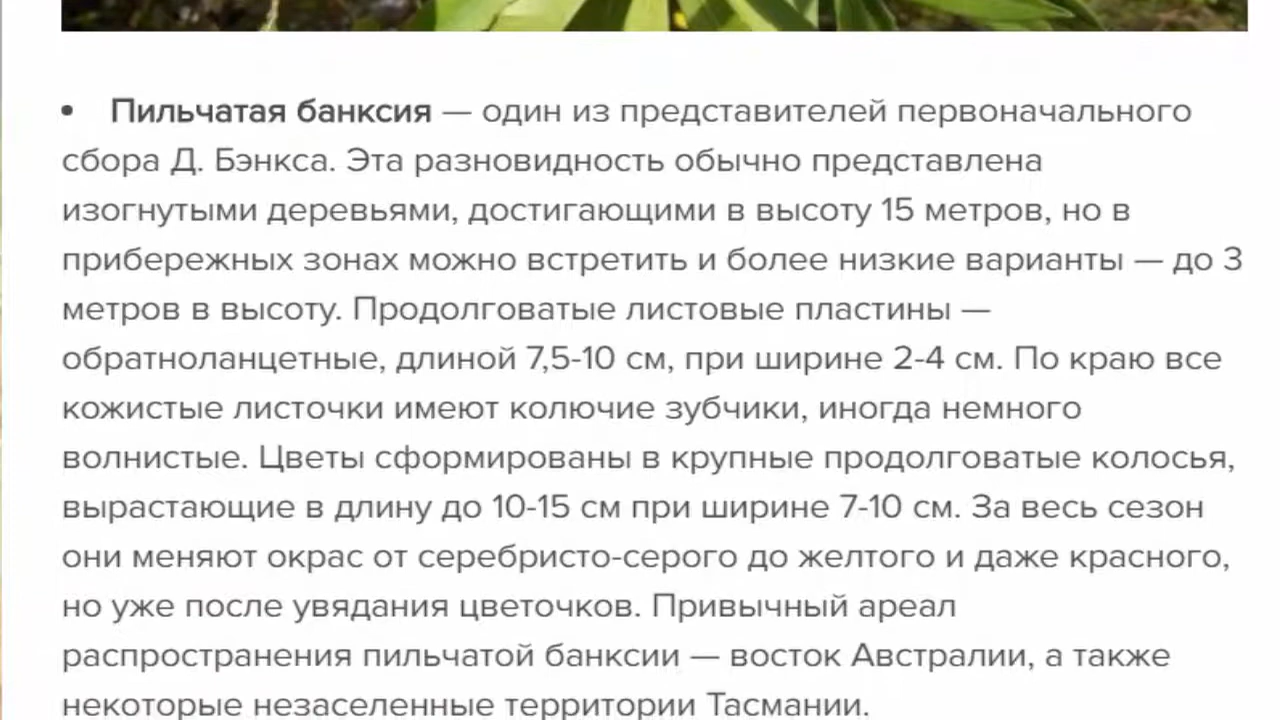 • Пильчатая банксия — один из представителей первоначального
сбора Д. Бэнкса. Эта разновидность обычно представлена
изогнутыми деревьями, достигающими в высоту 15 метров, но в
прибережных зонах можно встретить и более низкие варианты — до 3
метров в высоту. Продолговатые листовые пластины —
обратноланцетные, длиной 7,5-10 см, при ширине 2-4 см. По краю все
кожистые листочки имеют колючие зубчики, иногда немного
волнистые. Цветы сформированы в крупные продолговатые колосья,
вырастающие в длину до 10-15 см при ширине 7-10 см. За весь сезон
они меняют окрас от серебристо-серого до желтого и даже красного,
но уже после увядания цветочков. Привычный ареал
распространения пильчатой банксии — восток Австралии, а также
некоторые незаселенные территории Тасмании.